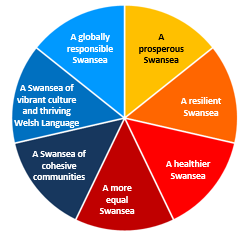 A
prosperous
Swansea
A resilient
Swansea
A healthier
Swansea
A more
equal
Swansea
A Swansea of
cohesive
communities
A Swansea of
vibrant culture
and thriving
Welsh Language
A globally
responsible
Swansea